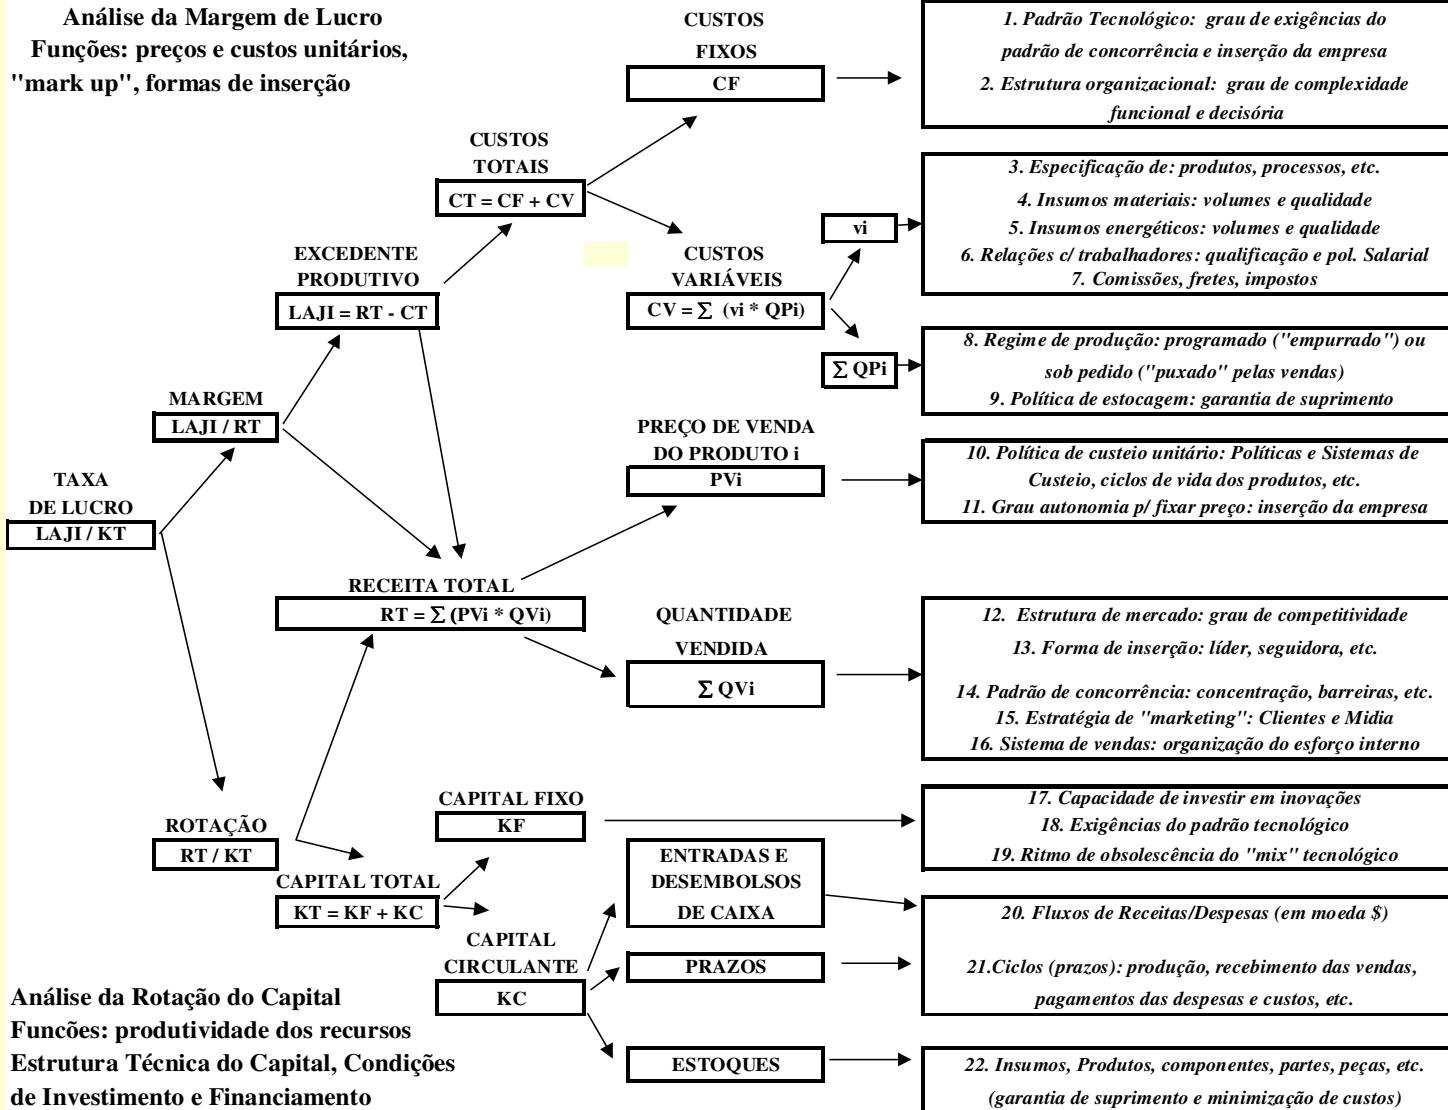 Análise da Margem de Lucro
Funções: preços e custos unitários,
"mark up", formas de inserção
CUSTOS
FIXOS
CF
1. Padrão Tecnológico: grau de exigências do
padrão de concorrência e inserção da empresa
2. Estrutura organizacional: grau de complexidade
funcional e decisória
CUSTOS
TOTAIS
CT = CF + CV
3. Especificação de: produtos, processos, etc.
4. Insumos materiais: volumes e qualidade
5. Insumos energéticos: volumes e qualidade
6. Relações c/ trabalhadores: qualificação e pol. Salarial
7. Comissões, fretes, impostos
vi
EXCEDENTE
PRODUTIVO
LAJI = RT - CT
CUSTOS
VARIÁVEIS
CV = Σ (vi * QPi)
Σ QPi
8. Regime de produção: programado ("empurrado") ou
sob pedido ("puxado" pelas vendas)
9. Política de estocagem: garantia de suprimento
MARGEM
LAJI / RT
PREÇO DE VENDA
DO PRODUTO i
PVi
10. Política de custeio unitário: Políticas e Sistemas de
Custeio, ciclos de vida dos produtos, etc.
11. Grau autonomia p/ fixar preço: inserção da empresa
TAXA
DE LUCRO
LAJI / KT
RECEITA TOTAL
RT = Σ (PVi * QVi)
QUANTIDADE
VENDIDA
Σ QVi
12. Estrutura de mercado: grau de competitividade
13. Forma de inserção: líder, seguidora, etc.
14. Padrão de concorrência: concentração, barreiras, etc.
15. Estratégia de "marketing": Clientes e Midia
16. Sistema de vendas: organização do esforço interno
ROTAÇÃO
RT / KT
CAPITAL FIXO
KF
17. Capacidade de investir em inovações
18. Exigências do padrão tecnológico
19. Ritmo de obsolescência do "mix" tecnológico
CAPITAL TOTAL
KT = KF + KC
ENTRADAS E
DESEMBOLSOS
DE CAIXA
20. Fluxos de Receitas/Despesas (em moeda $)
CAPITAL
CIRCULANTE
KC
PRAZOS
21.Ciclos (prazos): produção, recebimento das vendas,
pagamentos das despesas e custos, etc.
ESTOQUES
22. Insumos, Produtos, componentes, partes, peças, etc.
(garantia de suprimento e minimização de custos)
Análise da Rotação do Capital
Funcões: produtividade dos recursos
Estrutura Técnica do Capital, Condições
de Investimento e Financiamento